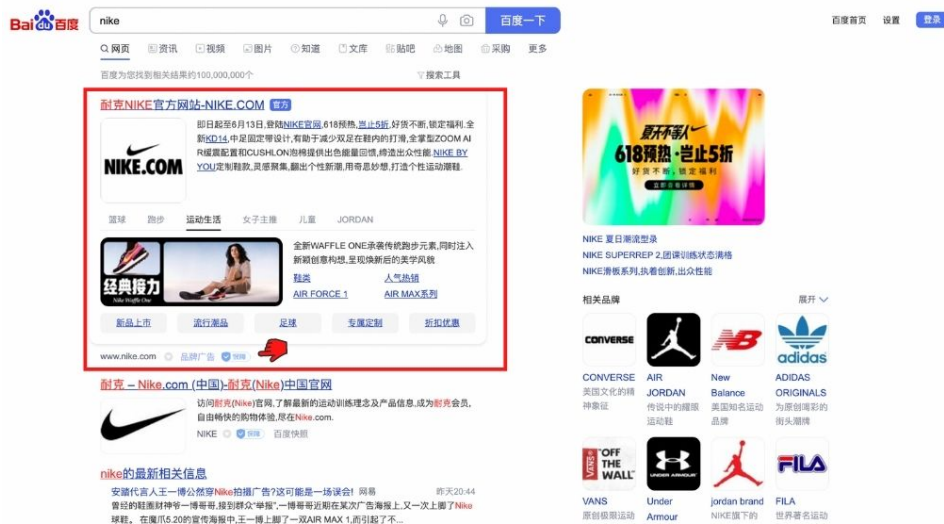 Bai du 百度
nike
百度一下
百度首页 设置 登录
网页 资讯 视频 图片 知道 文库 贴吧 地图 采购 更多
百度为您找到相关结果约100,000,000个
搜索工具
耐克NIKE官方网站-NIKE.COM 官方
NIKE.COM
即日起至6月13日,登陆NIKE官网,618预热,岂止5折,好货不断,锁定福利.全
新KD14,中足固定带设计,有助于减少双足在鞋内的打滑,全掌型ZOOM AI
R缓震配置和CUSHLON泡棉提供出色能量回馈,缔造出众性能.NIKE BY
YOU定制鞋款,灵感聚集,翻出个性新潮,用奇思妙想,打造个性运动潮鞋.
篮球 跑步 运动生活 女子主推 儿童 JORDAN
经典接力
Nike Waffle One
全新WAFFLE ONE承袭传统跑步元素,同时注入
新颖创意构想,呈现焕新后的美学风貌
鞋类 人气热销
AIR FORCE 1 AIR MAX系列
新品上市 流行潮品 足球 专属定制 折扣优惠
www.nike.com 品牌广告 保障
耐克 – Nike.com (中国)-耐克(Nike)中国官网
访问耐克(Nike)官网,了解最新的运动训练理念及产品信息,成为耐克会员,
自由畅快的购物体验,尽在Nike.com.
NIKE 保障 百度快照
nike的最新相关信息
安踏代言人王一博公然穿Nike拍摄广告?这可能是一场误会! 网易 昨天20:44
曾经的鞋圈财神爷一博哥哥,接到群众"举报",一博哥哥近期在某次广告海报上,又一次上脚了Nike
球鞋。 在魔爪5.20的宣传海报中,王一博上脚了一双AIR MAX 1,而引起了不...
夏不等人
618预热·岂止5折
好货不断,锁定福利
立即查看详情
NIKE 夏日潮流型录
NIKE SUPERREP 2,团课训练状态满格
NIKE滑板系列,执着创新,出众性能
相关品牌 展开
CONVERSE
NB
adidas
CONVERSE AIR New ADIDAS
美国文化的精 JORDAN Balance ORIGINALS
神象征 传说中的耀眼 美国知名运动 为原创喝彩的
运动鞋 品牌 街头潮牌
VANS "OFF THE WALL"
UNDER ARMOUR
FILA
VANS Under jordan brand FILA
原创极限运动 Armour NIKE旗下的 世界著名运动